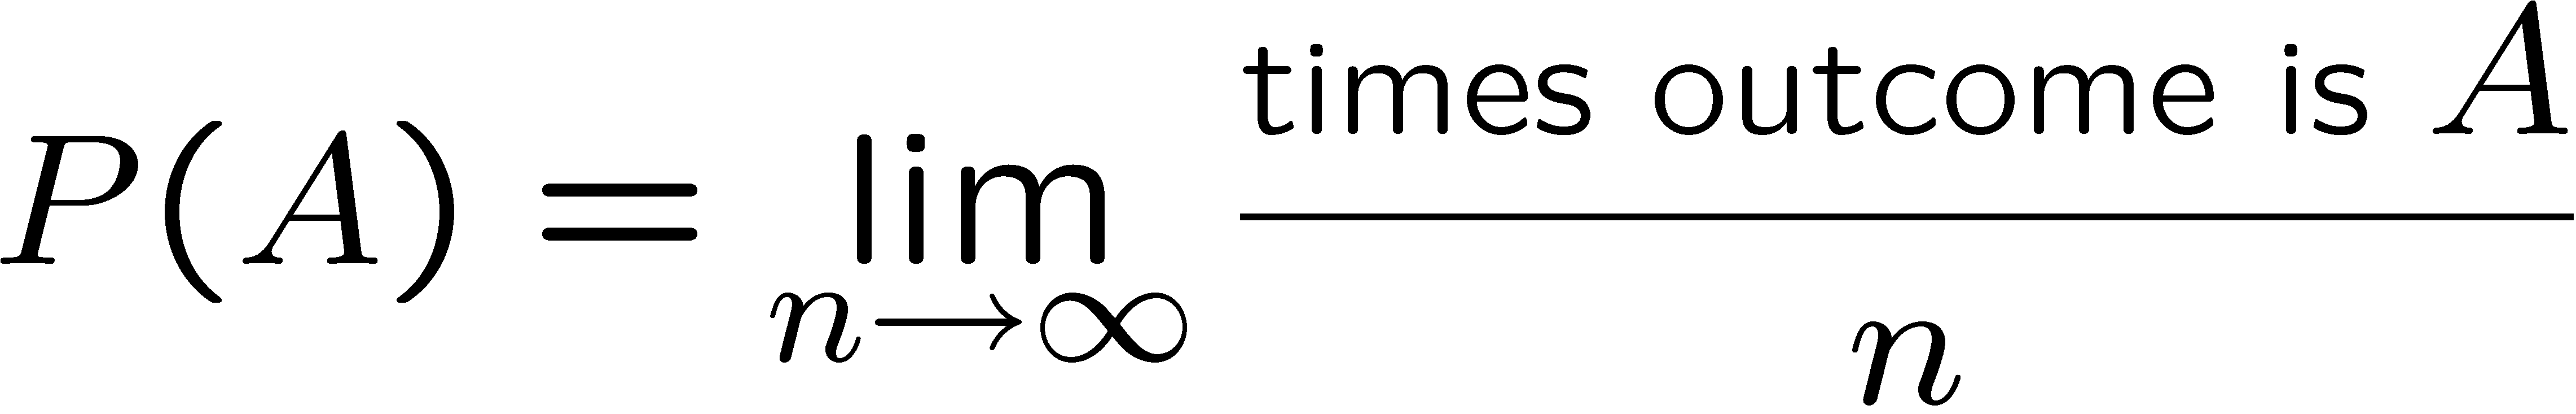 P(A) = lim n→∞ times outcome is A / n